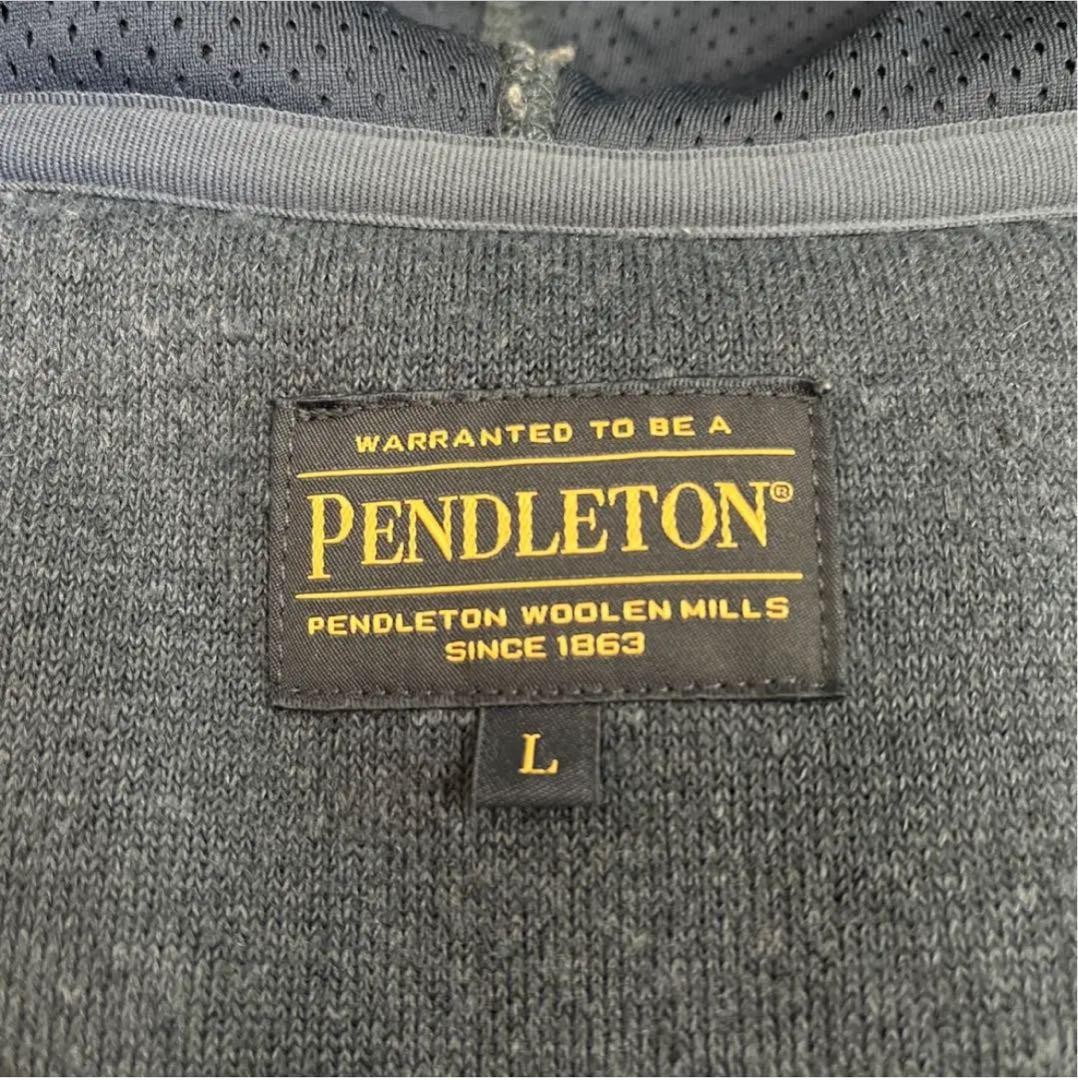 WARRANTED TO BE A
PENDLETON®
PENDLETON WOOLEN MILLS
SINCE 1863
L